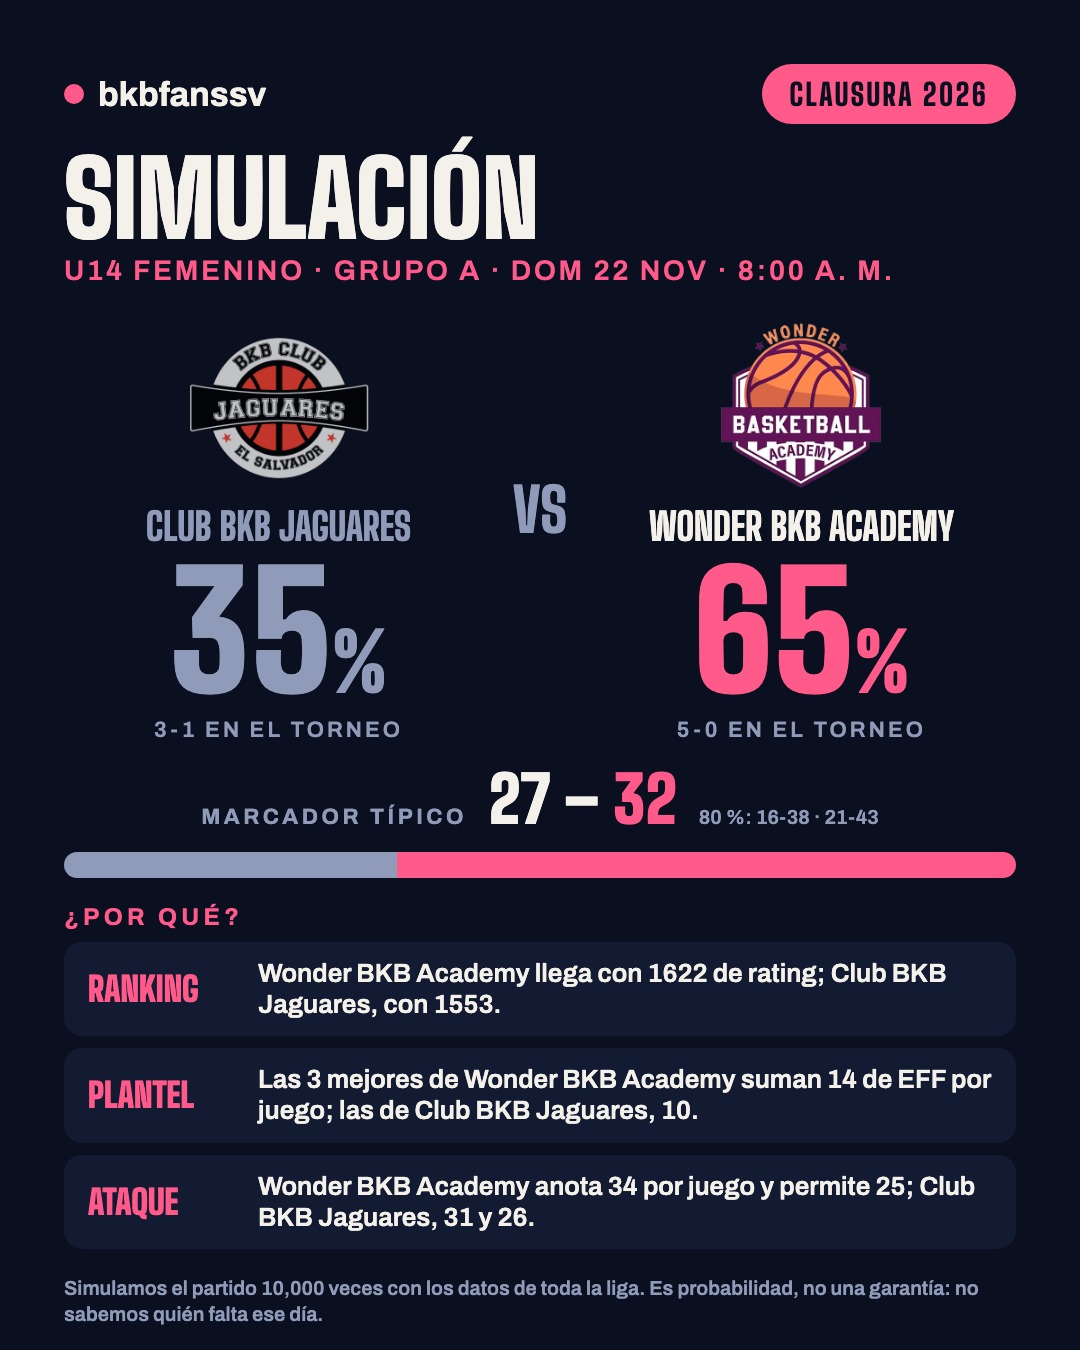 bkbfanssv
CLAUSURA 2026
SIMULACIÓN
U14 FEMENINO · GRUPO A · DOM 22 NOV · 8:00 A. M.
BKB CLUB
JAGUARES
EL SALVADOR
WONDER
BASKETBALL
ACADEMY
CLUB BKB JAGUARES
VS
WONDER BKB ACADEMY
35%
65%
3-1 EN EL TORNEO
5-0 EN EL TORNEO
MARCADOR TÍPICO 27 – 32 80 %: 16-38 · 21-43
¿POR QUÉ?
RANKING
Wonder BKB Academy llega con 1622 de rating; Club BKB
Jaguares, con 1553.
PLANTEL
Las 3 mejores de Wonder BKB Academy suman 14 de EFF por
juego; las de Club BKB Jaguares, 10.
ATAQUE
Wonder BKB Academy anota 34 por juego y permite 25; Club
BKB Jaguares, 31 y 26.
Simulamos el partido 10,000 veces con los datos de toda la liga. Es probabilidad, no una garantía: no
sabemos quién falta ese día.